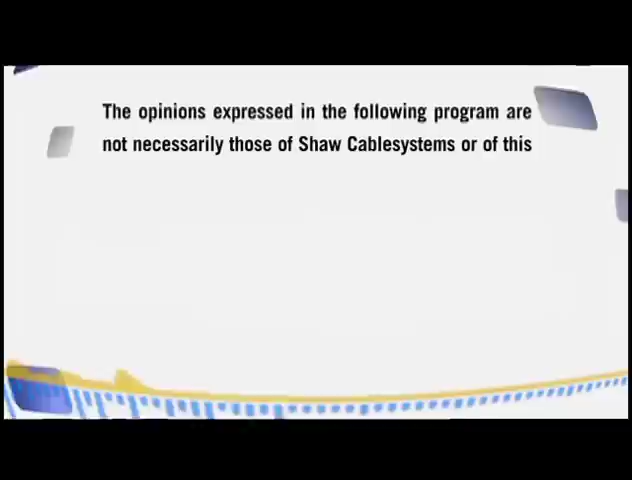 The opinions expressed in the following program are
not necessarily those of Shaw Cablesystems or of this